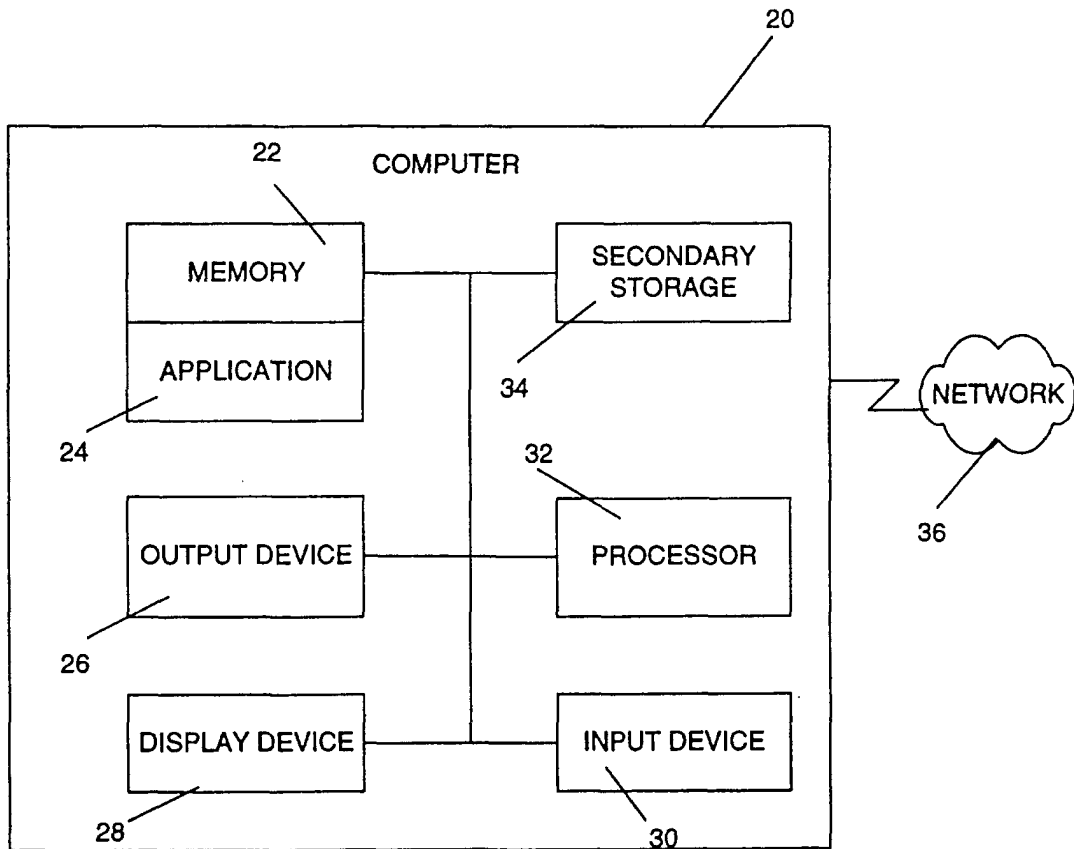 20
COMPUTER
22
MEMORY
SECONDARY
STORAGE
APPLICATION
34
24
NETWORK
36
32
OUTPUT DEVICE
PROCESSOR
26
DISPLAY DEVICE
INPUT DEVICE
28
30